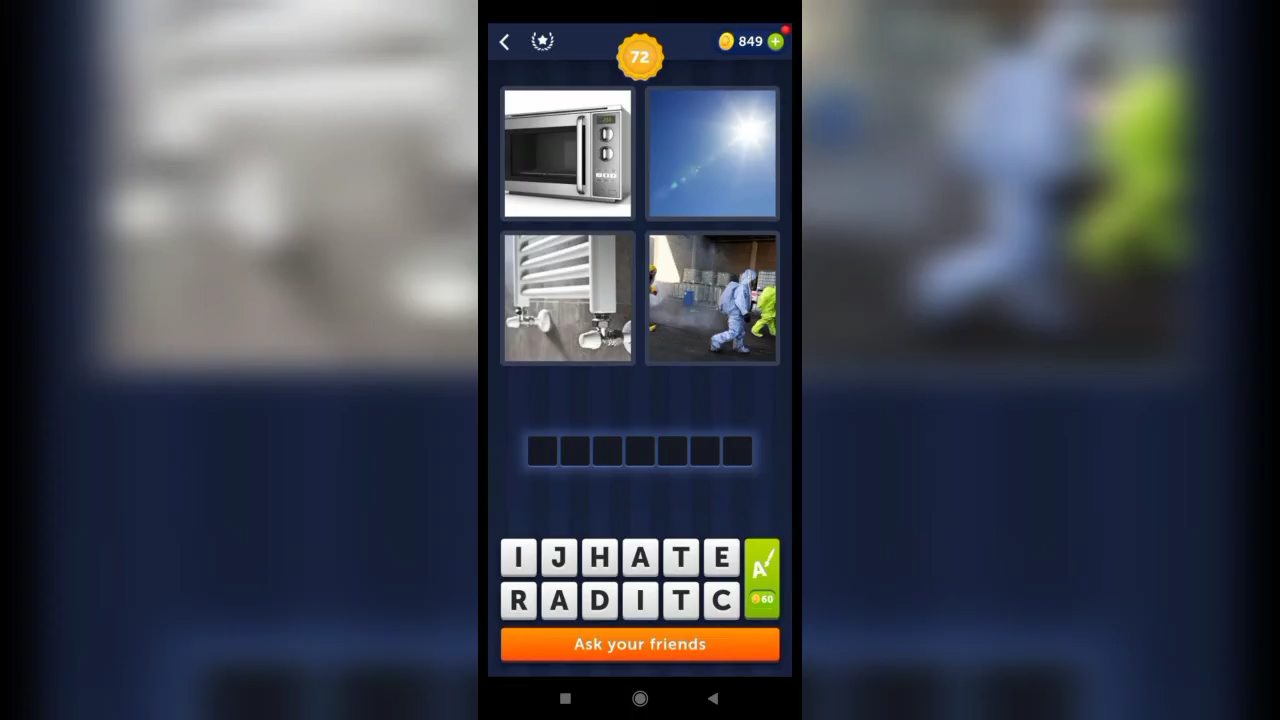 72
849
I J H A T E
R A D I T C
60
Ask your friends